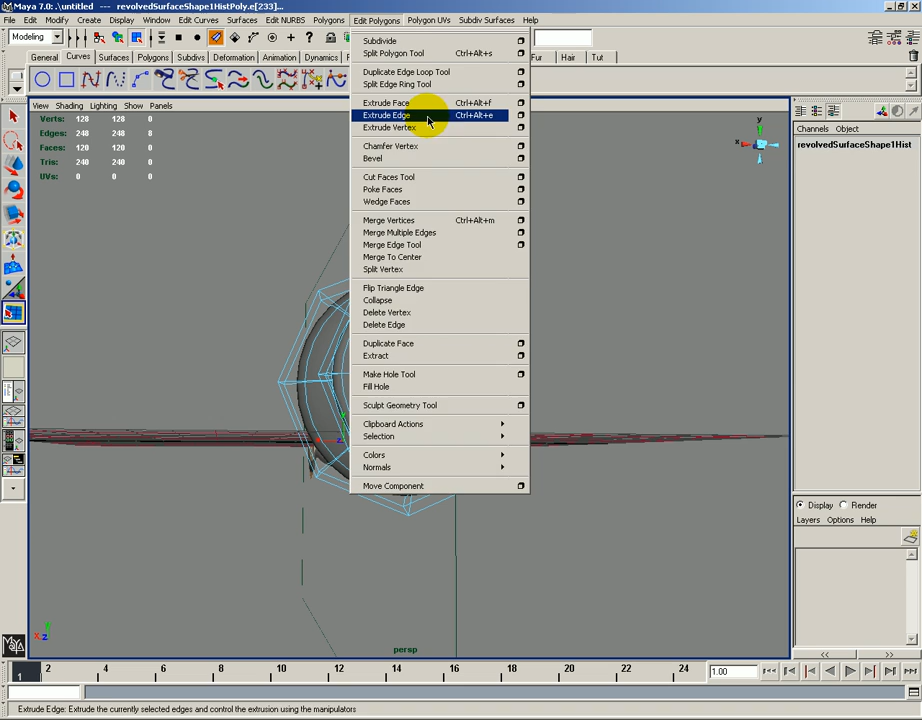 Maya 7.0: .\untitled --- revolvedSurfaceShape1HistPoly.e[233]...
File Edit Modify Create Display Window Edit Curves Surfaces Edit NURBS Polygons Edit Polygons Polygon UVs Subdiv Surfaces Help
Modeling
General Curves Surfaces Polygons Subdivs Deformation Animation Dynamics Fur Tut
View Shading Lighting Show Panels
Verts: 128 128 0
Edges: 248 248 8
Faces: 120 120 0
Tris: 240 240 0
UVs: 0 0 0
Subdivide
Split Polygon Tool Ctrl+Alt+s
Duplicate Edge Loop Tool
Split Edge Ring Tool
Extrude Face Ctrl+Alt+f
Extrude Edge Ctrl+Alt+e
Extrude Vertex
Chamfer Vertex
Bevel
Cut Faces Tool
Poke Faces
Wedge Faces
Merge Vertices Ctrl+Alt+m
Merge Multiple Edges
Merge Edge Tool
Merge To Center
Split Vertex
Flip Triangle Edge
Collapse
Delete Vertex
Delete Edge
Duplicate Face
Extract
Make Hole Tool
Fill Hole
Sculpt Geometry Tool
Clipboard Actions
Selection
Colors
Normals
Move Component
y
x
z
persp
Channels Object
revolvedSurfaceShape1Hist
Display Render
Layers Options Help
<< >>
1 2 4 6 8 10 12 14 16 18 20 22 24 1.00
Extrude Edge: Extrude the currently selected edges and control the extrusion using the manipulators